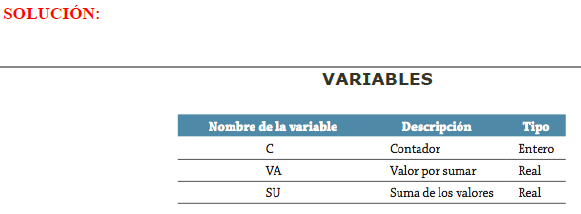 SOLUCIÓN:
VARIABLES
Nombre de la variable Descripción Tipo
C Contador Entero
VA Valor por sumar Real
SU Suma de los valores Real